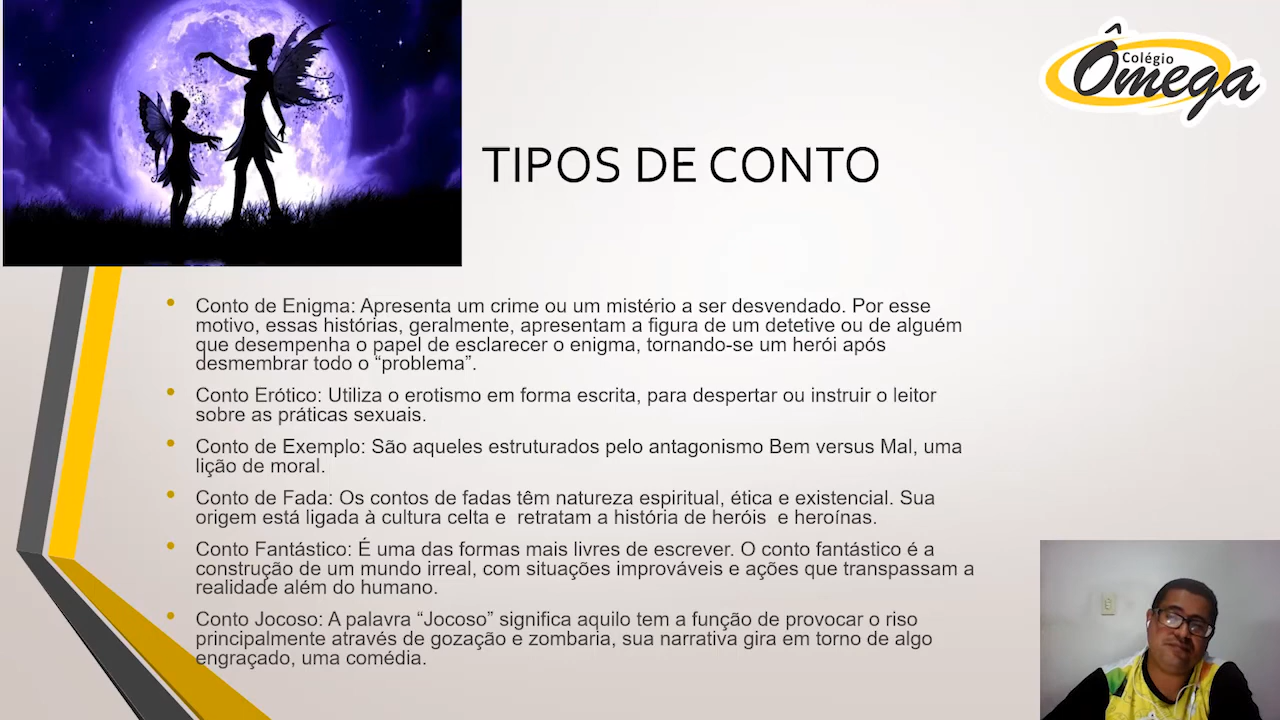 Colégio
Ômega
TIPOS DE CONTO
• Conto de Enigma: Apresenta um crime ou um mistério a ser desvendado. Por esse
motivo, essas histórias, geralmente, apresentam a figura de um detetive ou de alguém
que desempenha o papel de esclarecer o enigma, tornando-se um herói após
desmembrar todo o “problema”.
• Conto Erótico: Utiliza o erotismo em forma escrita, para despertar ou instruir o leitor
sobre as práticas sexuais.
• Conto de Exemplo: São aqueles estruturados pelo antagonismo Bem versus Mal, uma
lição de moral.
• Conto de Fada: Os contos de fadas têm natureza espiritual, ética e existencial. Sua
origem está ligada à cultura celta e  retratam a história de heróis  e heroínas.
• Conto Fantástico: É uma das formas mais livres de escrever. O conto fantástico é a
construção de um mundo irreal, com situações improváveis e ações que transpassam a
realidade além do humano.
• Conto Jocoso: A palavra “Jocoso” significa aquilo tem a função de provocar o riso
principalmente através de gozação e zombaria, sua narrativa gira em torno de algo
engraçado, uma comédia.